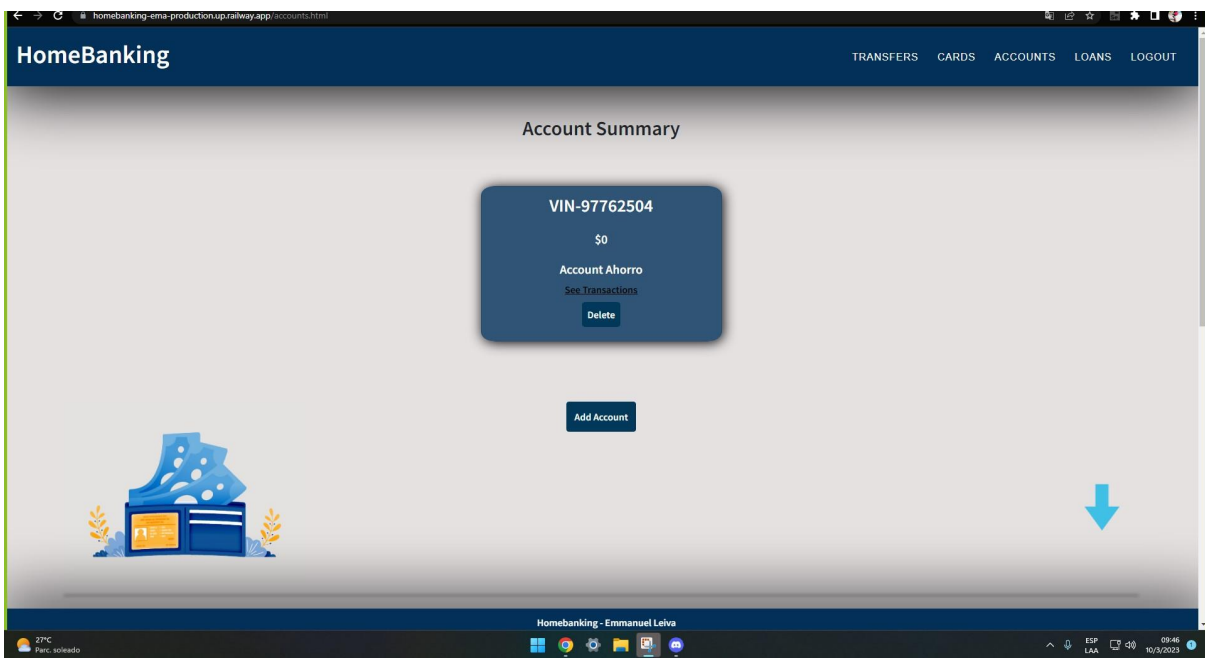 homebanking-ema-production.up.railway.app/accounts.html
HomeBanking
TRANSFERS CARDS ACCOUNTS LOANS LOGOUT
Account Summary
VIN-97762504
$0
Account Ahorro
See Transactions
Delete
Add Account
Homebanking - Emmanuel Leiva
27°C
Parc. soleado
ESP
LAA
09:46
10/3/2023
1